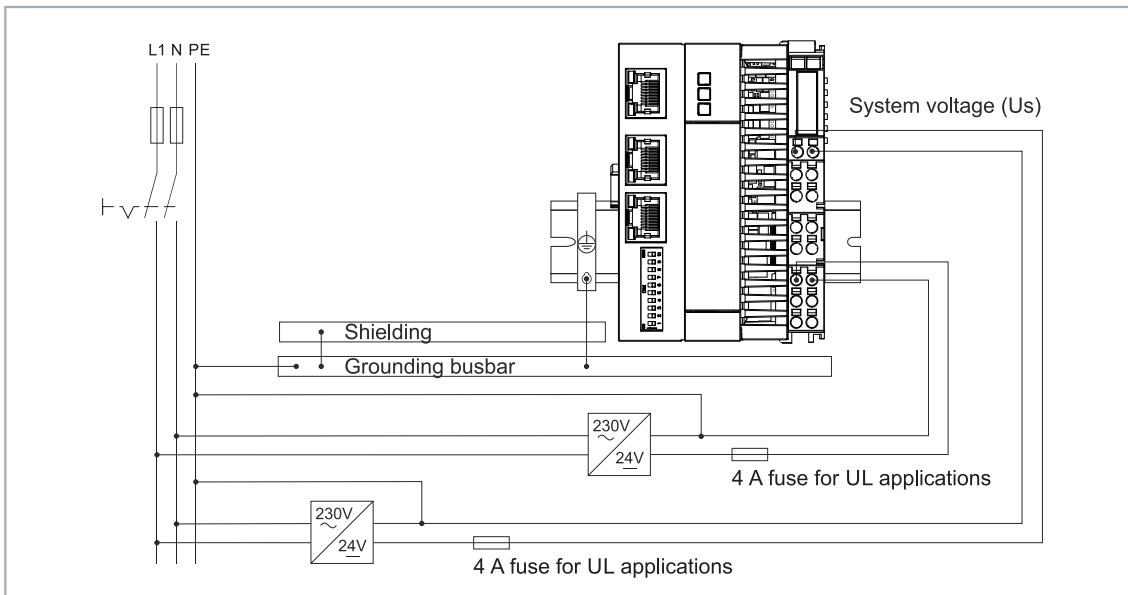 L1 N PE
System voltage (Us)
Shielding
Grounding busbar
230V
24V
4 A fuse for UL applications
230V
24V
4 A fuse for UL applications